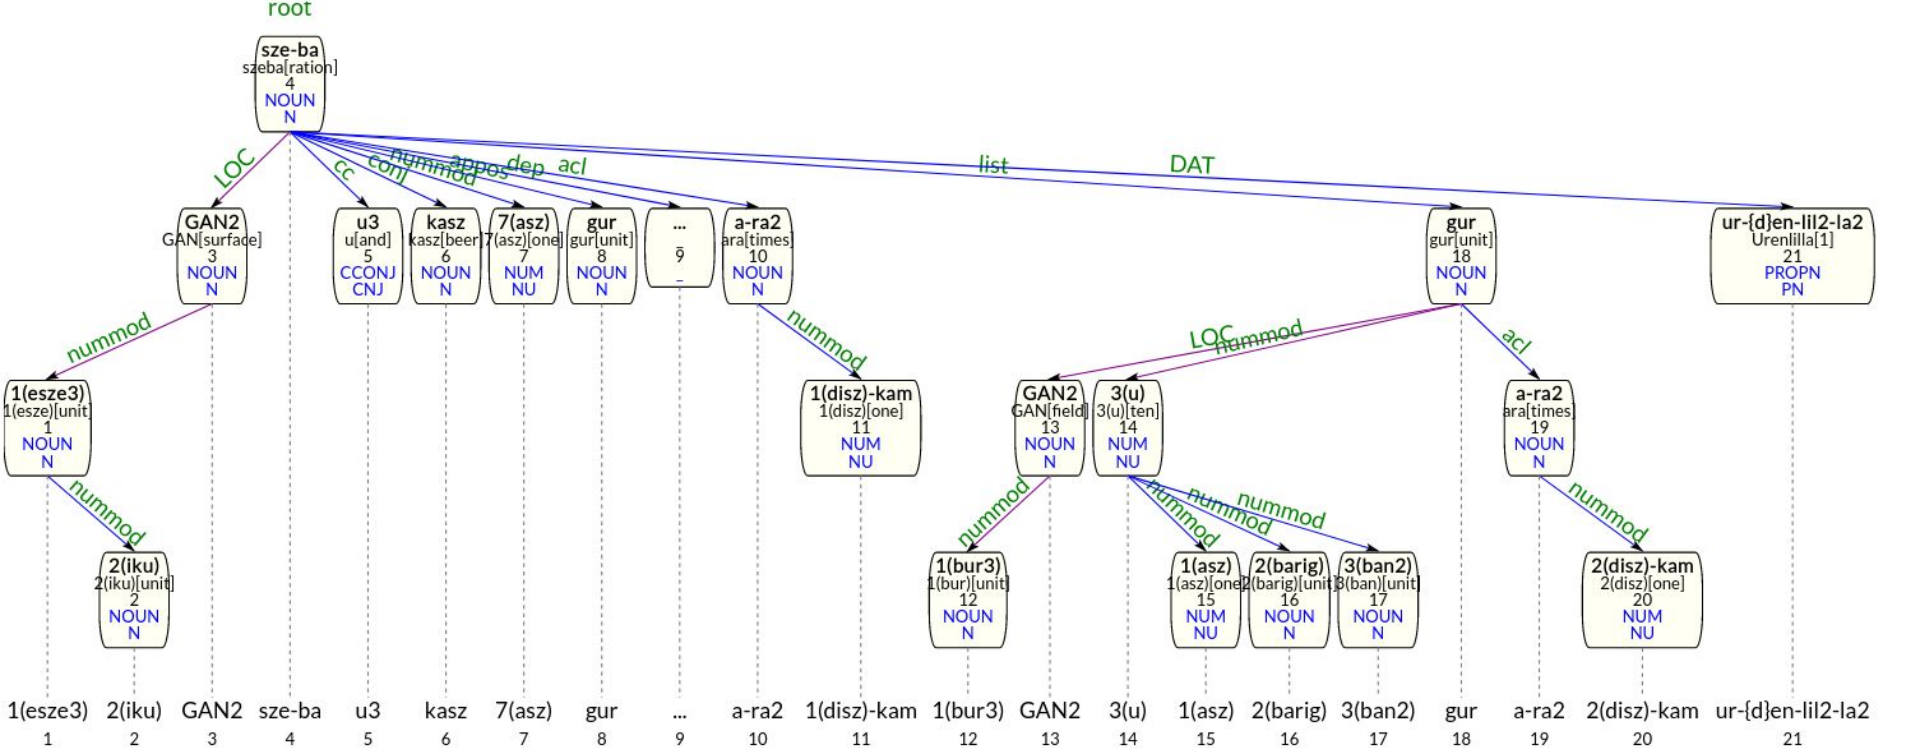 root
sze-ba
szeba[ration]
4
NOUN
N
LOC cc conj nummod appos dep acl list DAT
GAN2 u3 kasz 7(asz) gur ... a-ra2 gur ur-{d}en-lil2-la2
GAN[surface] u[and] kasz[beer] 7(asz)[one] gur[unit] _ ara[times] gur[unit] Urenlilla[1]
3 5 6 7 8 9 10 18 21
NOUN CCONJ NOUN NUM NOUN NOUN NOUN PROPN
N CNJ N NU N _ N N PN
nummod nummod LOC nummod acl
1(esze3) 1(disz)-kam GAN2 3(u) a-ra2
1(esze)[unit] 1(disz)[one] GAN[field] 3(u)[ten] ara[times]
1 11 13 14 19
NOUN NUM NOUN NUM NOUN
N NU N NU N
nummod nummod nummod nummod nummod nummod
2(iku) 1(bur3) 1(asz) 2(barig) 3(ban2) 2(disz)-kam
2(iku)[unit] 1(bur)[unit] 1(asz)[one] 2(barig)[unit] 3(ban)[unit] 2(disz)[one]
2 12 15 16 17 20
NOUN NOUN NUM NOUN NOUN NUM
N N NU N N NU
1(esze3) 2(iku) GAN2 sze-ba u3 kasz 7(asz) gur ... a-ra2 1(disz)-kam 1(bur3) GAN2 3(u) 1(asz) 2(barig) 3(ban2) gur a-ra2 2(disz)-kam ur-{d}en-lil2-la2
1 2 3 4 5 6 7 8 9 10 11 12 13 14 15 16 17 18 19 20 21